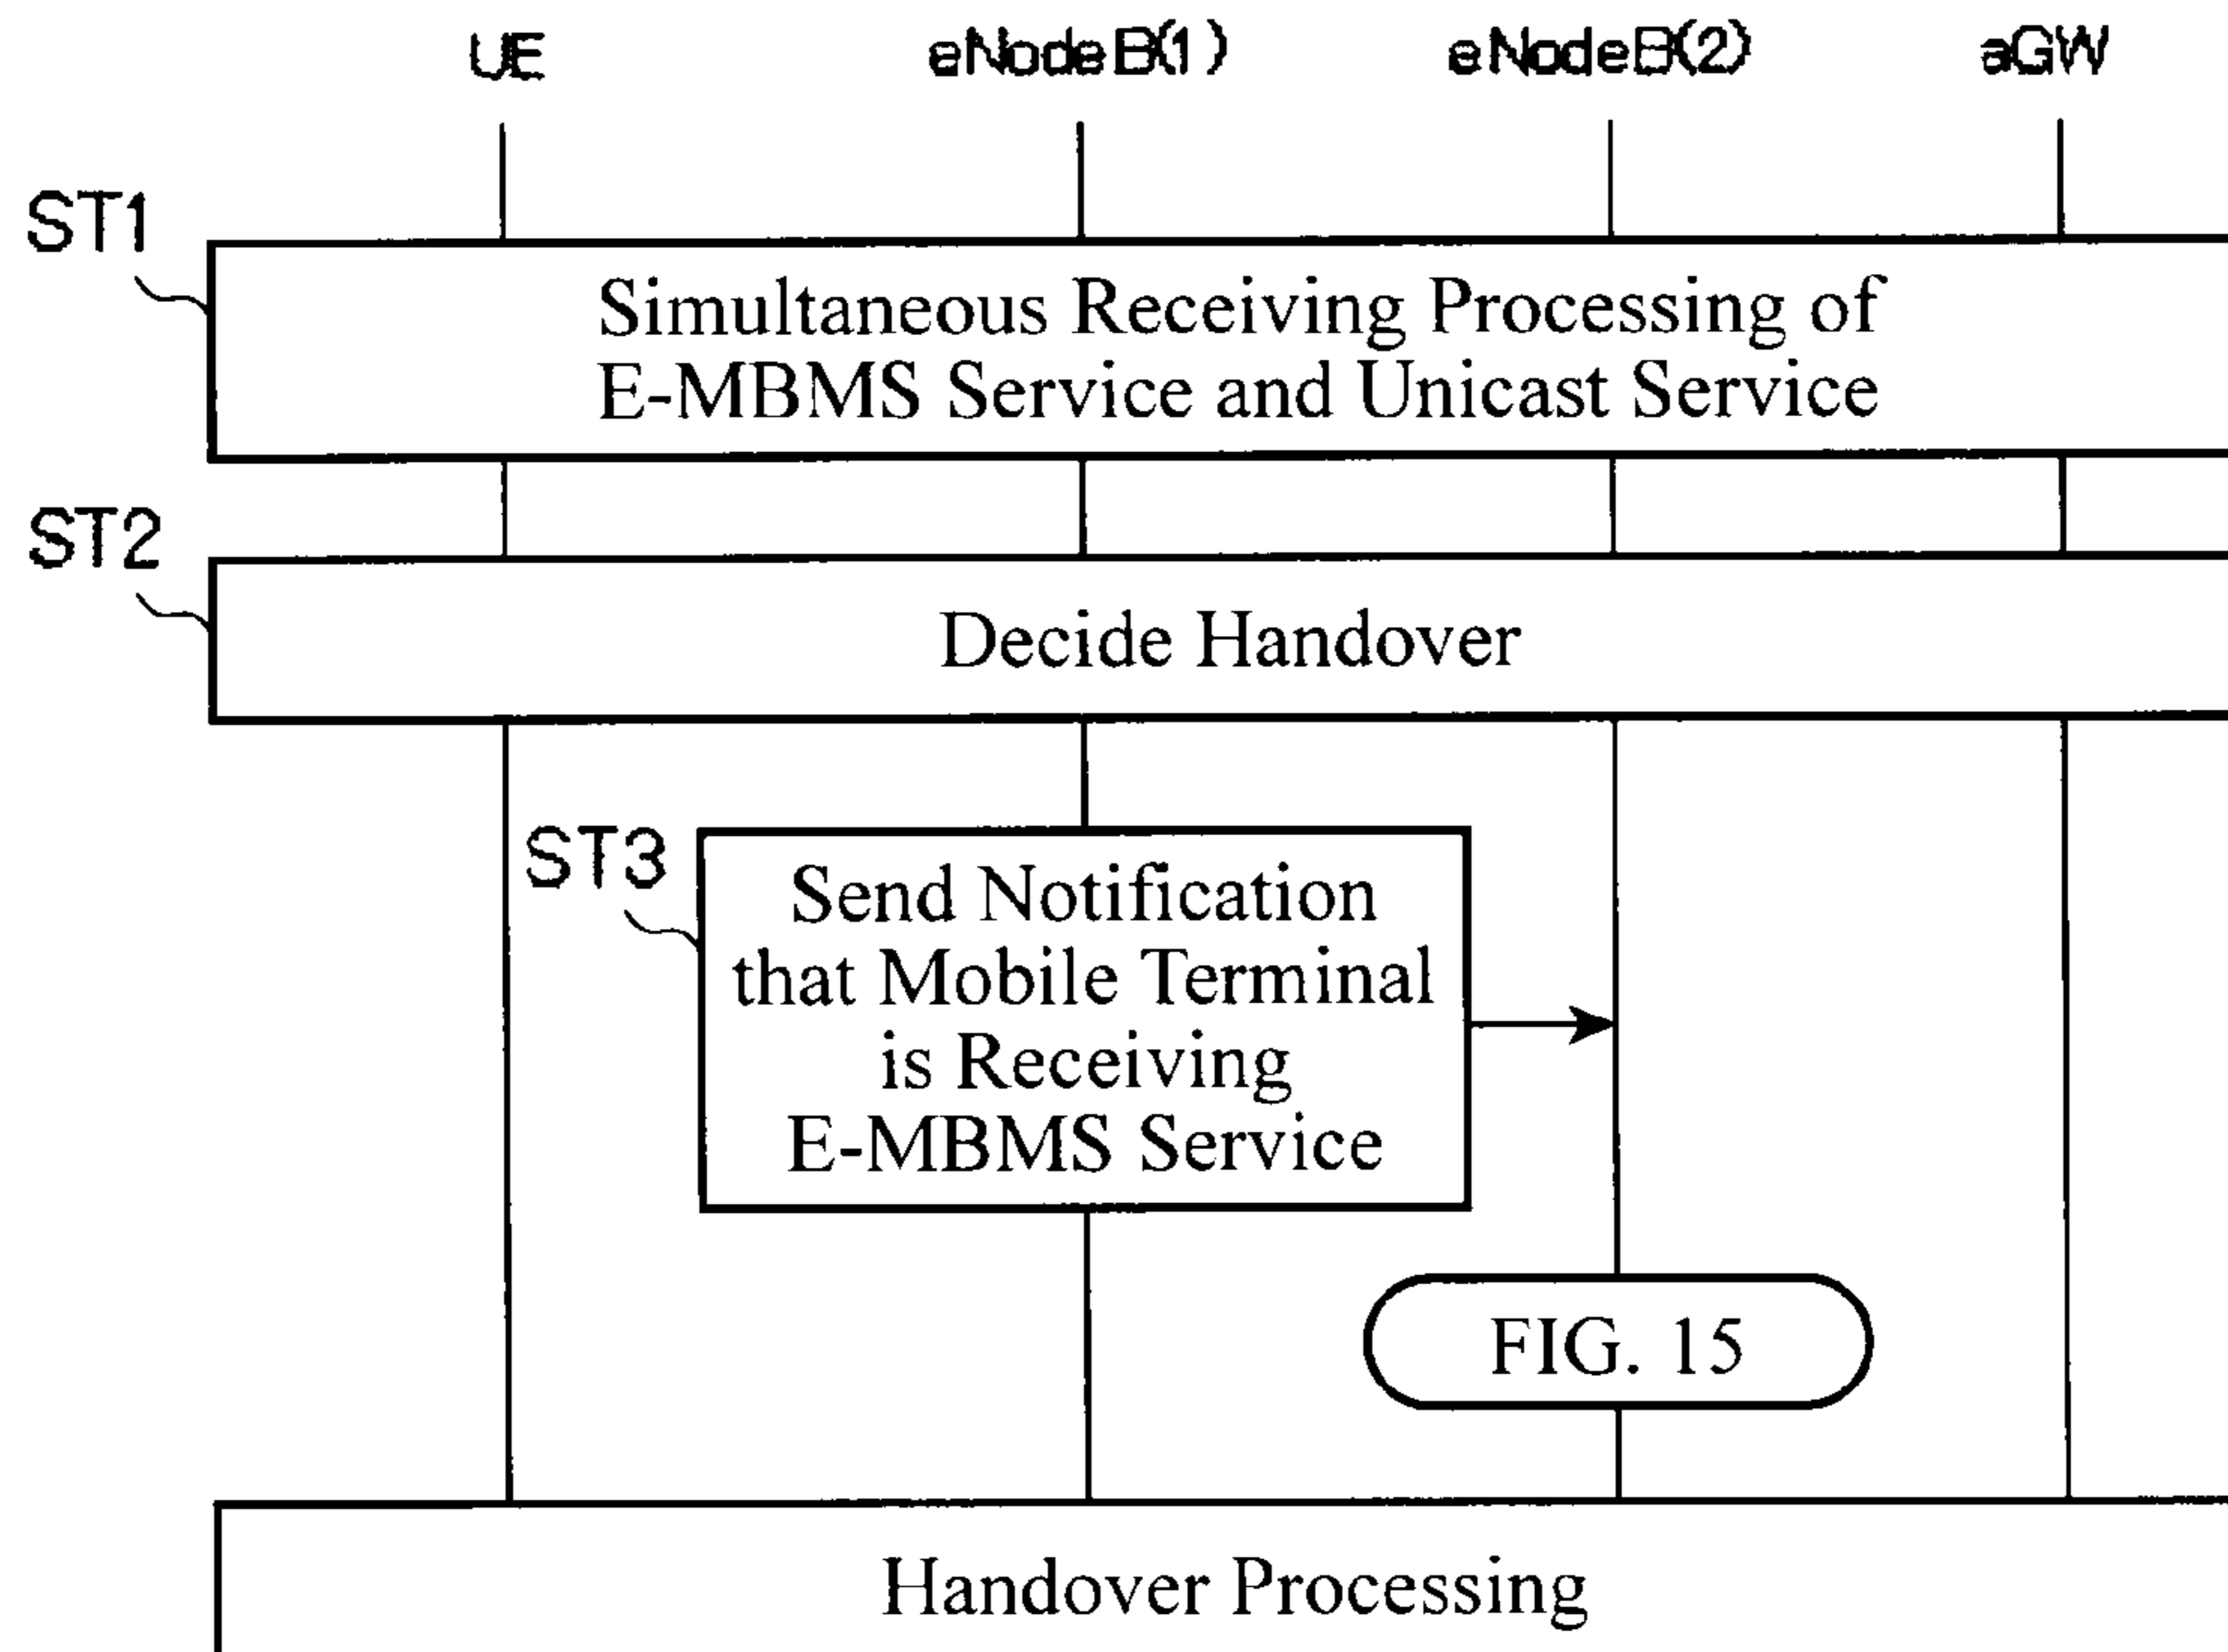 UE eNodeB(1) eNodeB(2) aGW
ST1
Simultaneous Receiving Processing of
E-MBMS Service and Unicast Service
ST2
Decide Handover
ST3
Send Notification
that Mobile Terminal
is Receiving
E-MBMS Service
FIG. 15
Handover Processing